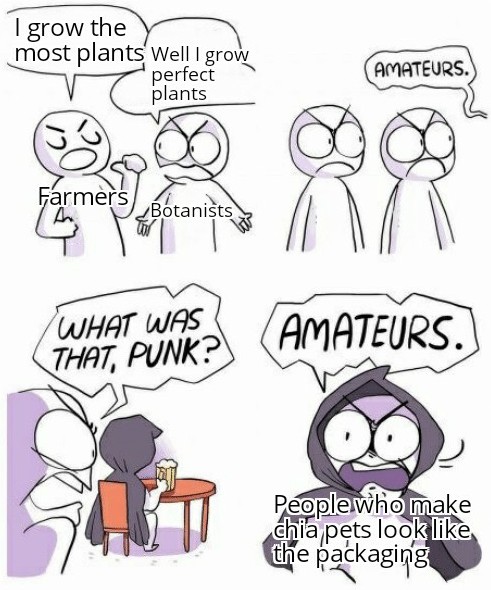 I grow the
most plants
Well I grow
perfect
plants
Farmers
Botanists
AMATEURS.
WHAT WAS
THAT, PUNK?
AMATEURS.
People who make
chia pets look like
the packaging